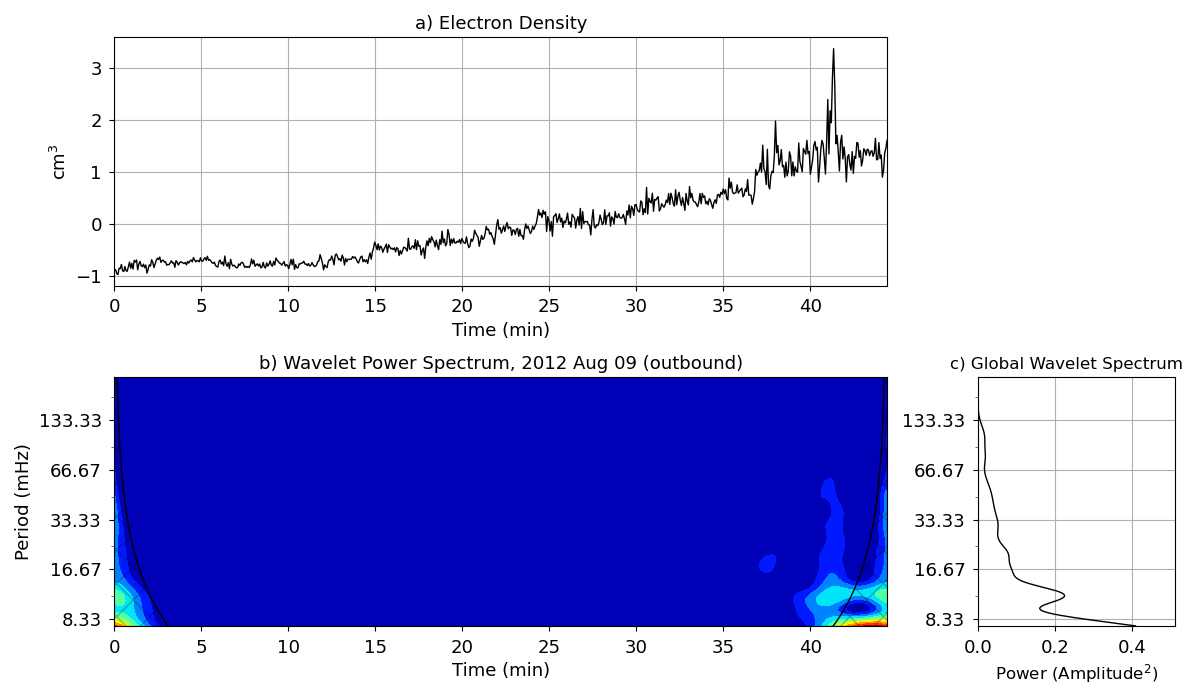 a) Electron Density
cm³
3
2
1
0
−1
0 5 10 15 20 25 30 35 40
Time (min)
b) Wavelet Power Spectrum, 2012 Aug 09 (outbound)
Period (mHz)
133.33
66.67
33.33
16.67
8.33
0 5 10 15 20 25 30 35 40
Time (min)
c) Global Wavelet Spectrum
133.33
66.67
33.33
16.67
8.33
0.0 0.2 0.4
Power (Amplitude²)